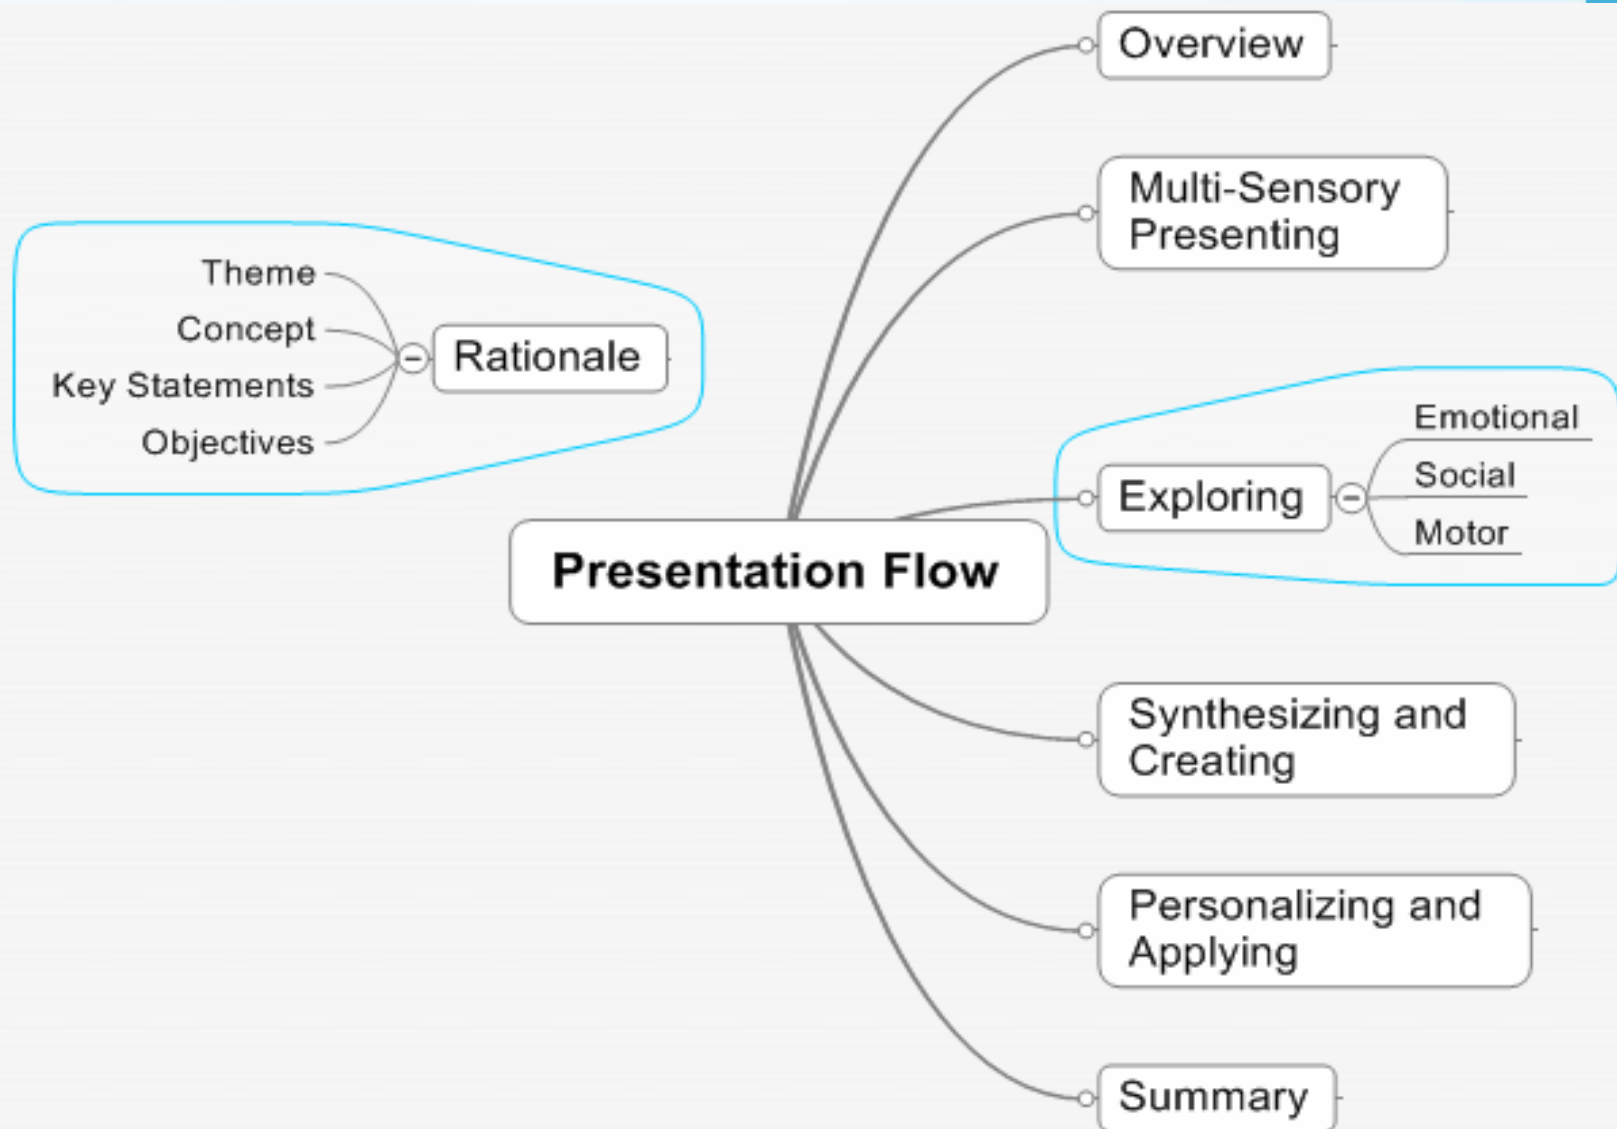 Overview
Multi-Sensory
Presenting
Theme
Concept
Key Statements
Objectives
Rationale
Exploring
Emotional
Social
Motor
Presentation Flow
Synthesizing and
Creating
Personalizing and
Applying
Summary